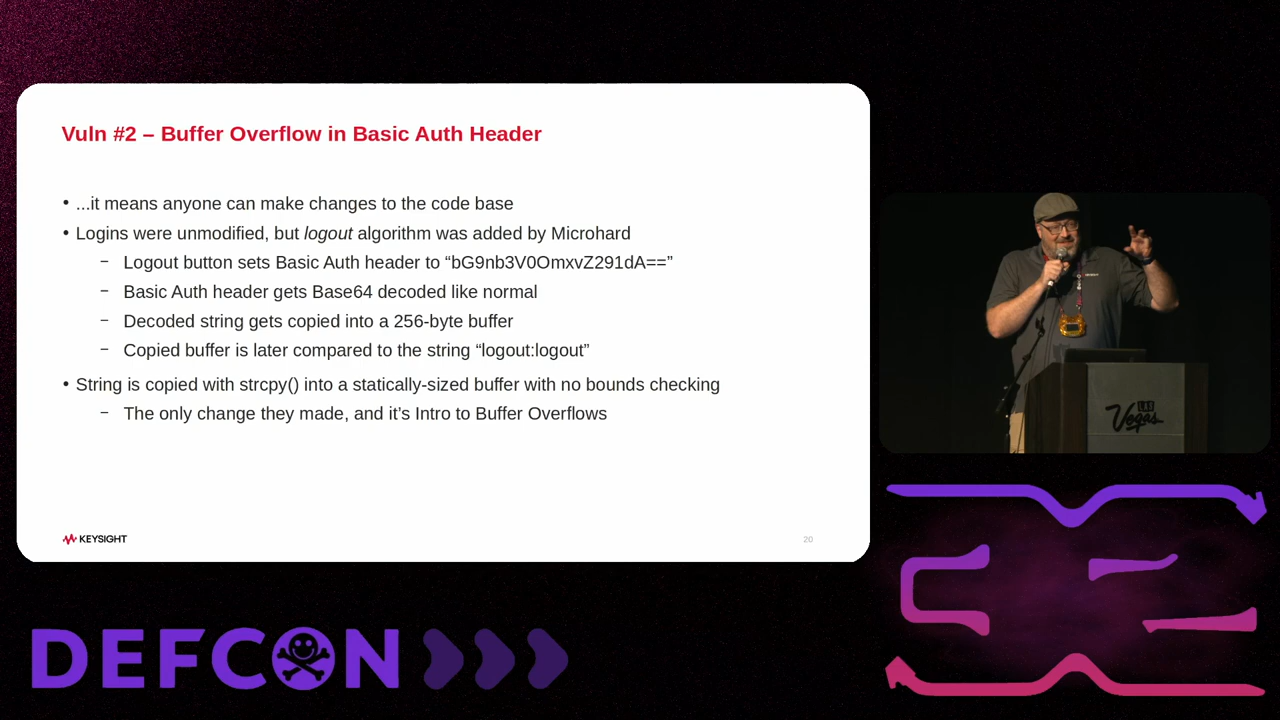 Vuln #2 – Buffer Overflow in Basic Auth Header
• ...it means anyone can make changes to the code base
• Logins were unmodified, but logout algorithm was added by Microhard
− Logout button sets Basic Auth header to “bG9nb3V0OmxvZ291dA==”
− Basic Auth header gets Base64 decoded like normal
− Decoded string gets copied into a 256-byte buffer
− Copied buffer is later compared to the string “logout:logout”
• String is copied with strcpy() into a statically-sized buffer with no bounds checking
− The only change they made, and it’s Intro to Buffer Overflows
KEYSIGHT
20
Vegas
DEFCON